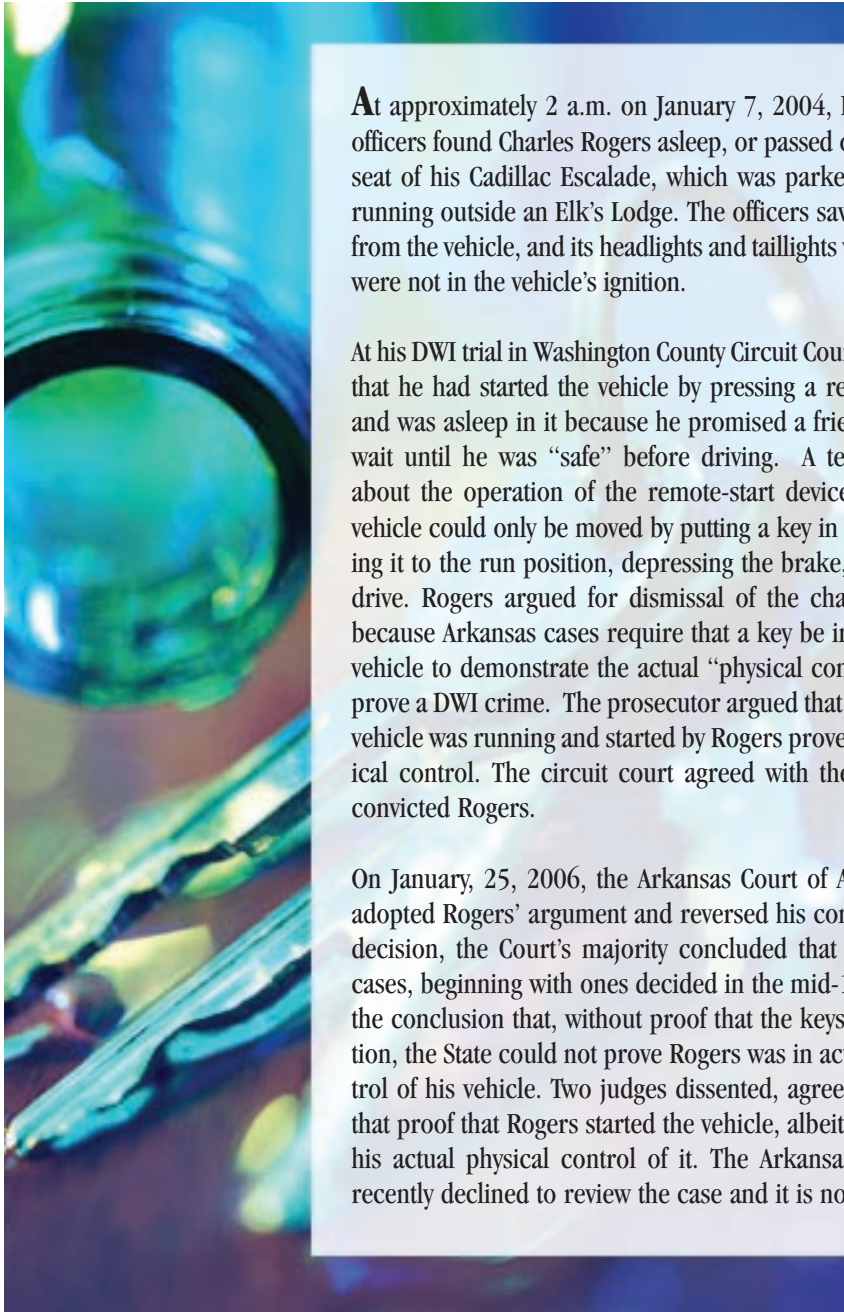 At approximately 2 a.m. on January 7, 2004,
officers found Charles Rogers asleep, or passed
seat of his Cadillac Escalade, which was parke
running outside an Elk's Lodge. The officers sav
from the vehicle, and its headlights and taillights
were not in the vehicle's ignition.
At his DWI trial in Washington County Circuit Cour
that he had started the vehicle by pressing a re
and was asleep in it because he promised a frie
wait until he was “safe” before driving. A te
about the operation of the remote-start device
vehicle could only be moved by putting a key in
ing it to the run position, depressing the brake,
drive. Rogers argued for dismissal of the cha
because Arkansas cases require that a key be in
vehicle to demonstrate the actual “physical con
prove a DWI crime. The prosecutor argued that
vehicle was running and started by Rogers prove
ical control. The circuit court agreed with the
convicted Rogers.
On January, 25, 2006, the Arkansas Court of A
adopted Rogers' argument and reversed his con
decision, the Court's majority concluded that
cases, beginning with ones decided in the mid-1
the conclusion that, without proof that the keys
tion, the State could not prove Rogers was in act
trol of his vehicle. Two judges dissented, agree
that proof that Rogers started the vehicle, albeit
his actual physical control of it. The Arkansa
recently declined to review the case and it is no